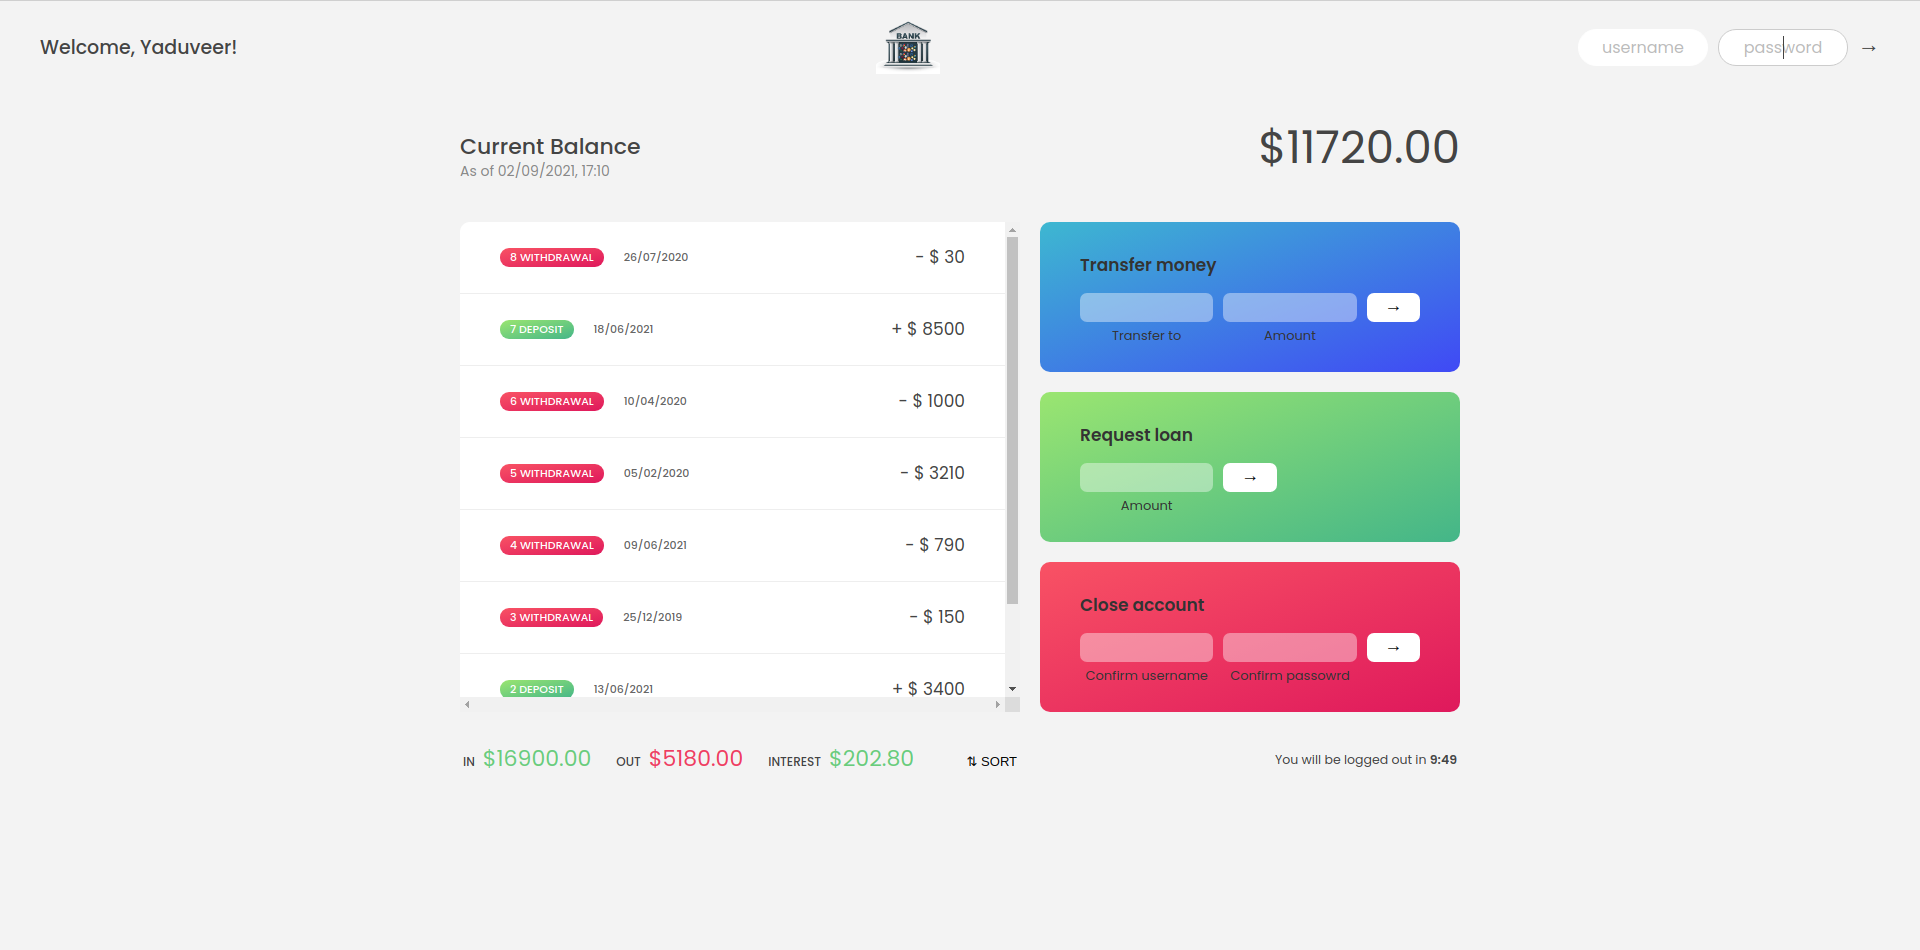 Welcome, Yaduveer!
BANK
username
password
→
Current Balance
As of 02/09/2021, 17:10
$11720.00
8 WITHDRAWAL 26/07/2020 - $ 30
7 DEPOSIT 18/06/2021 + $ 8500
6 WITHDRAWAL 10/04/2020 - $ 1000
5 WITHDRAWAL 05/02/2020 - $ 3210
4 WITHDRAWAL 09/06/2021 - $ 790
3 WITHDRAWAL 25/12/2019 - $ 150
2 DEPOSIT 13/06/2021 + $ 3400
Transfer money
→
Transfer to Amount
Request loan
→
Amount
Close account
→
Confirm username Confirm passowrd
IN $16900.00 OUT $5180.00 INTEREST $202.80 ⇅ SORT
You will be logged out in 9:49